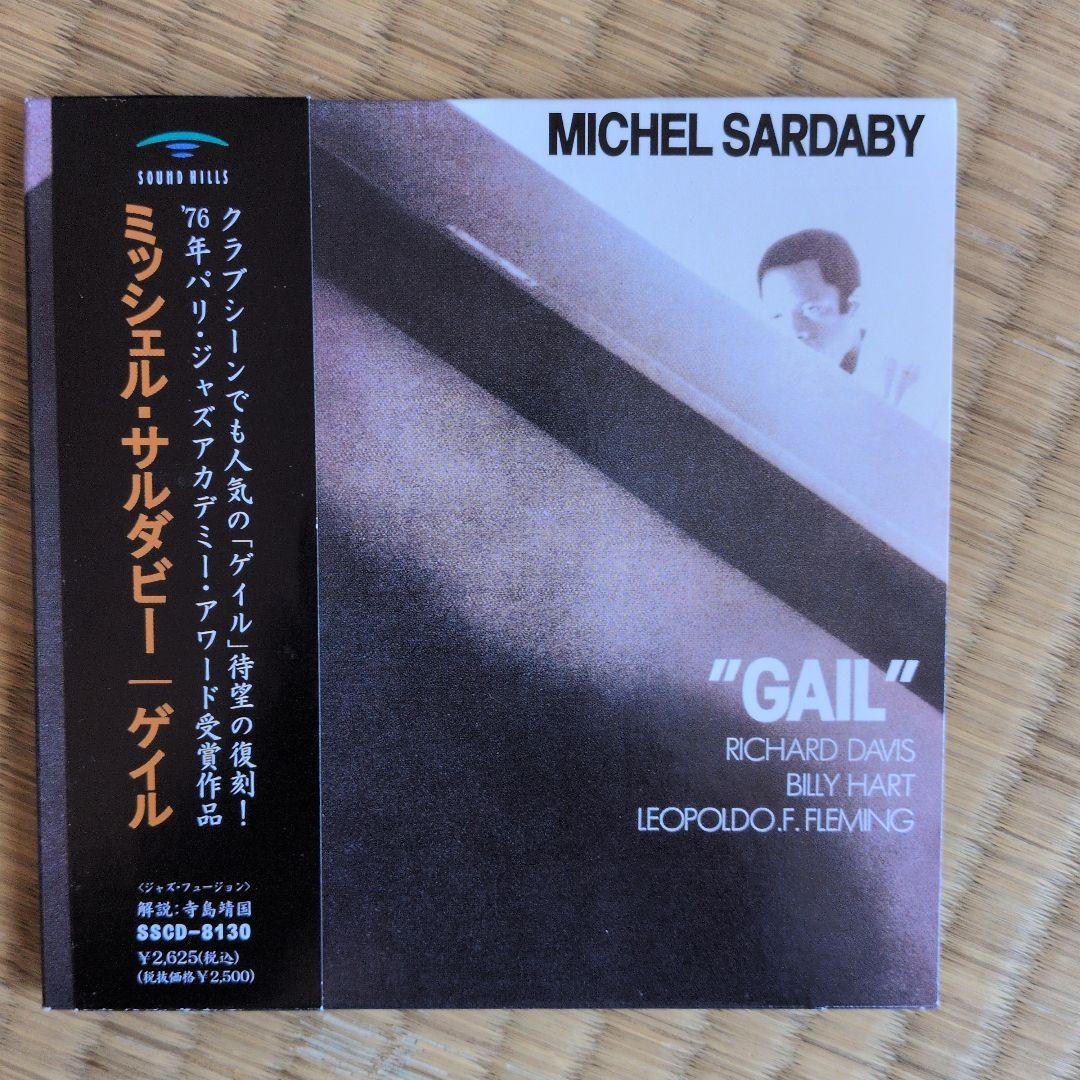 SOUND HILLS
クラブシーンでも人気の「ゲイル」待望の復刻!
'76年パリ・ジャズアカデミー・アワード受賞作品
ミッシェル・サルダビー|ゲイル
〈ジャズ・フュージョン〉
解説:寺島靖国
SSCD-8130
¥2,625(税込)
(税抜価格¥2,500)
MICHEL SARDABY
"GAIL"
RICHARD DAVIS
BILLY HART
LEOPOLDO.F.FLEMING